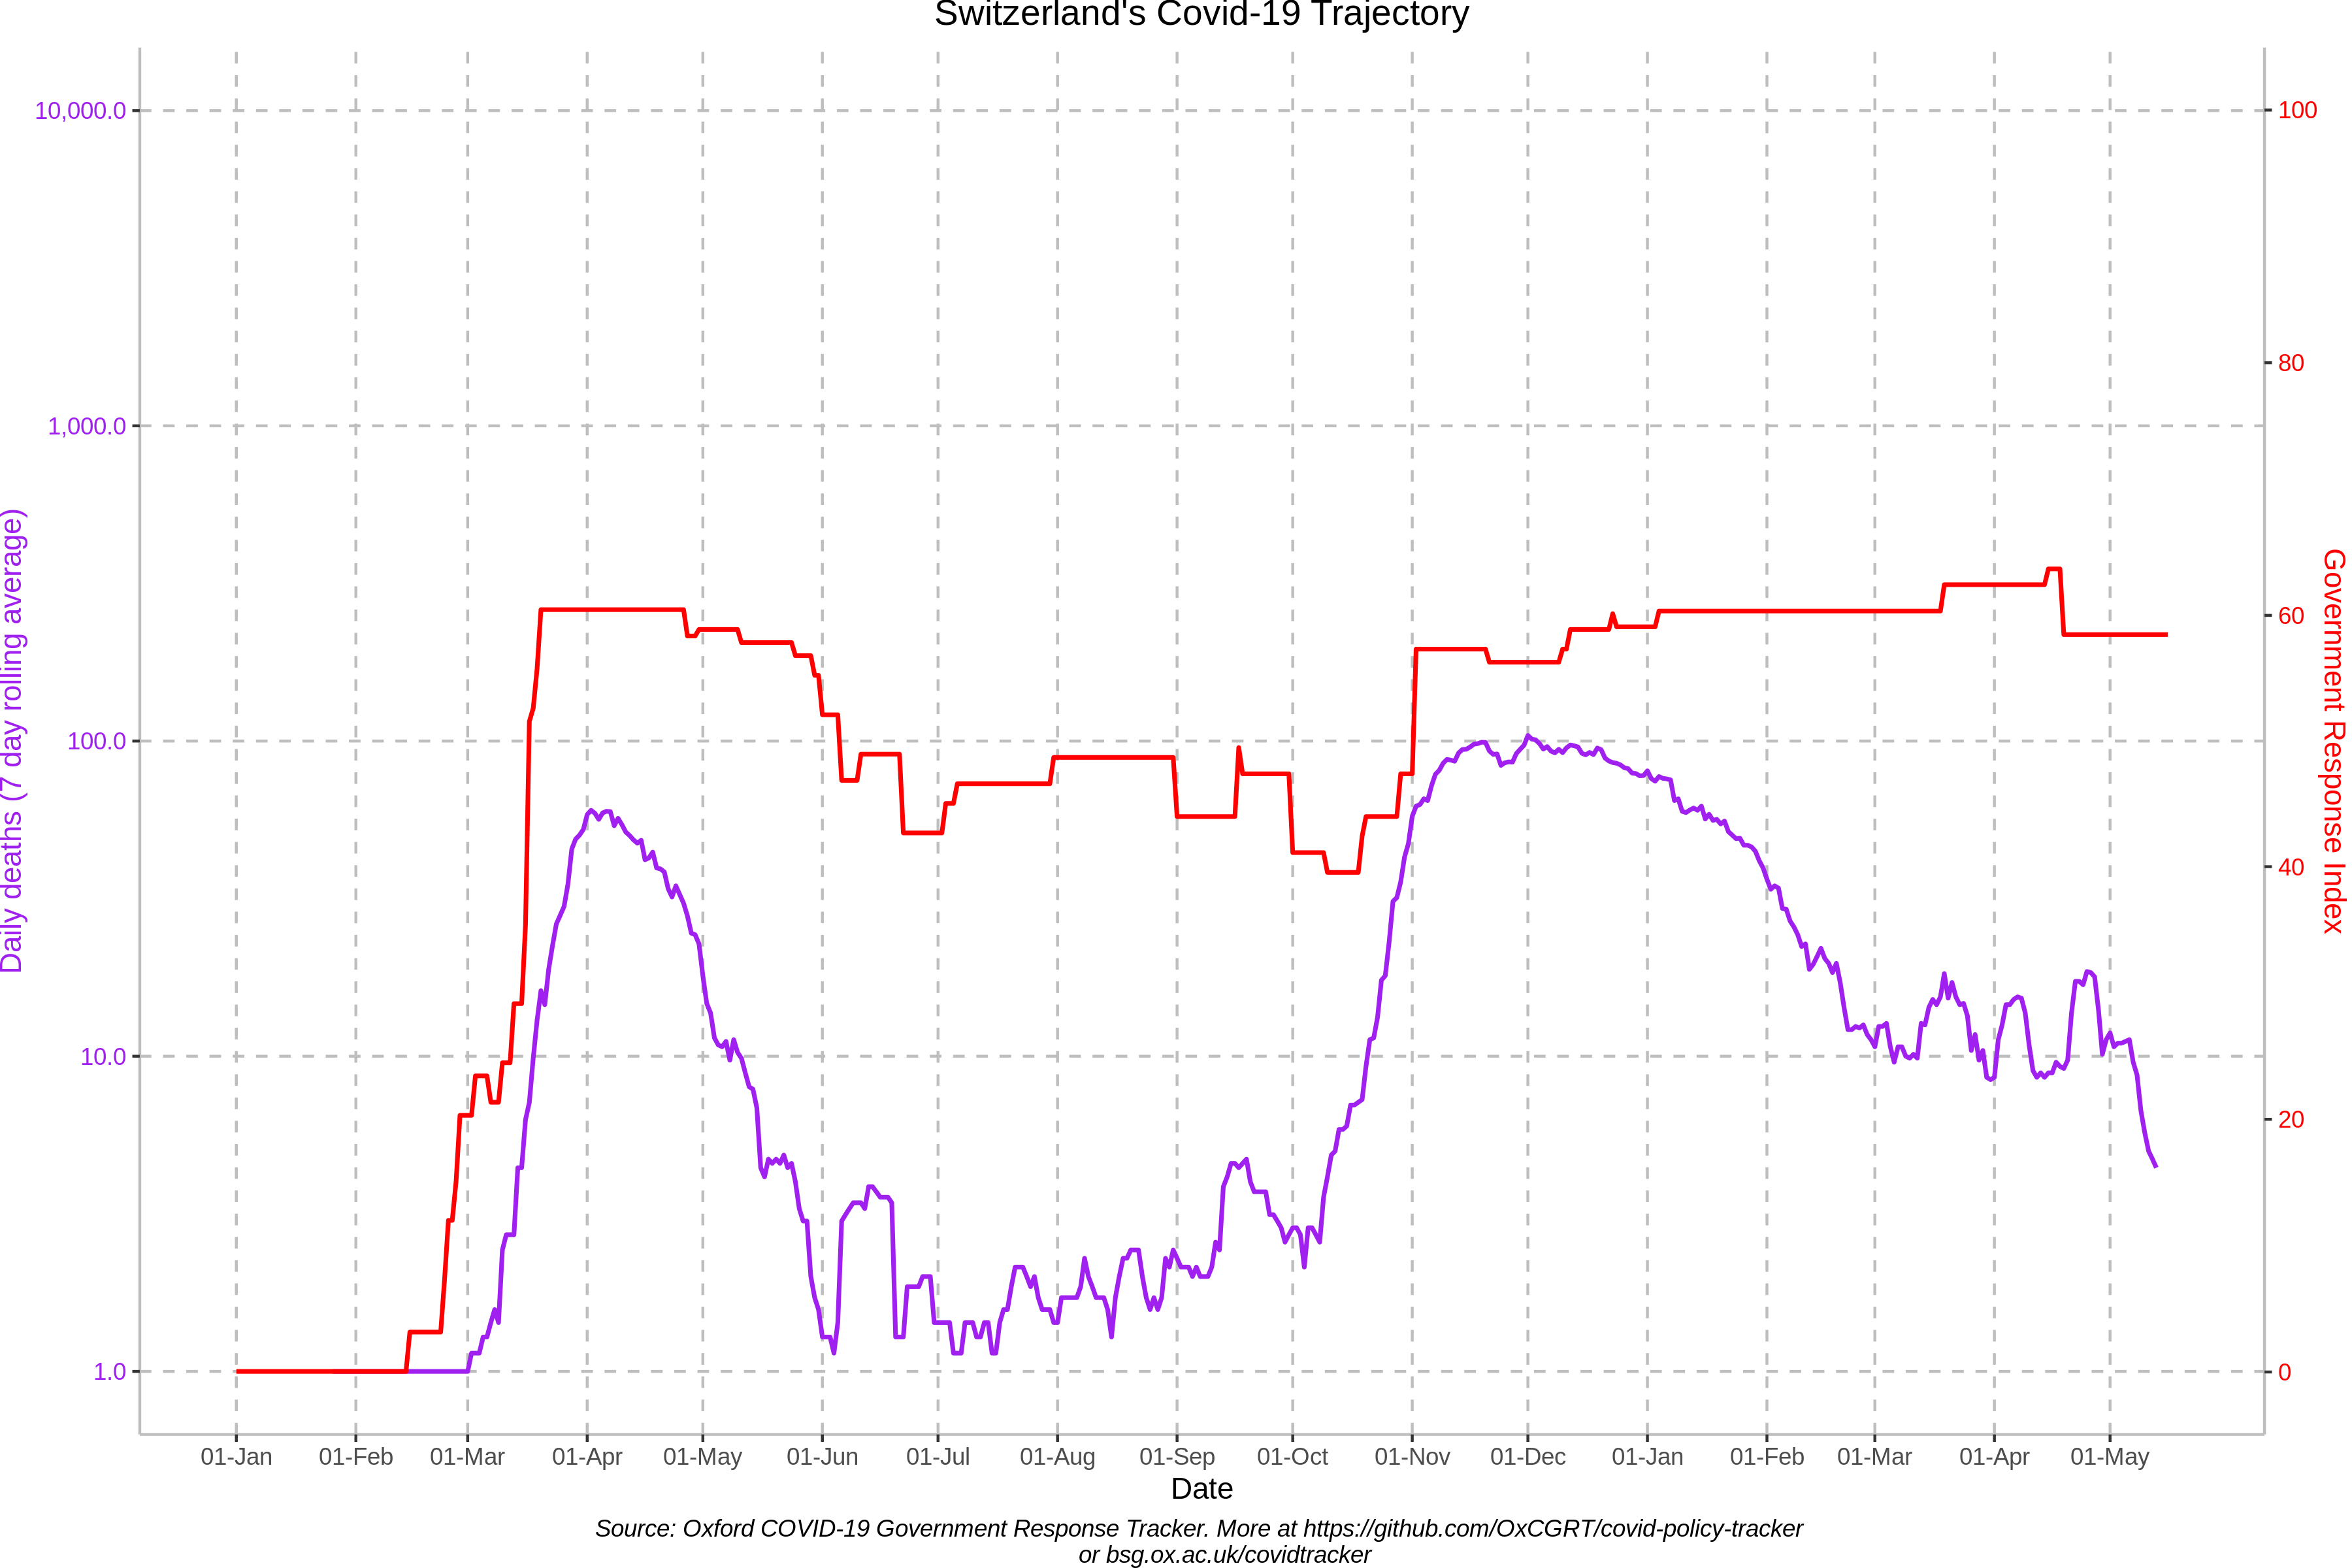 Switzerland's Covid-19 Trajectory
10,000.0
1,000.0
100.0
10.0
1.0
Daily deaths (7 day rolling average)
100
80
60
40
20
0
Government Response Index
01-Jan 01-Feb 01-Mar 01-Apr 01-May 01-Jun 01-Jul 01-Aug 01-Sep 01-Oct 01-Nov 01-Dec 01-Jan 01-Feb 01-Mar 01-Apr 01-May
Date
Source: Oxford COVID-19 Government Response Tracker. More at https://github.com/OxCGRT/covid-policy-tracker
or bsg.ox.ac.uk/covidtracker